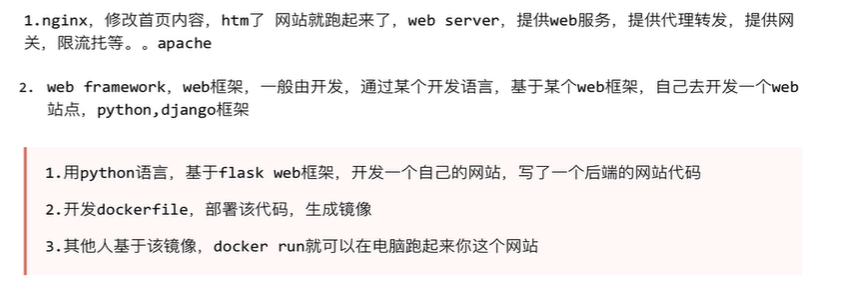 1.nginx，修改首页内容，htm了 网站就跑起来了，web server，提供web服务，提供代理转发，提供网
关，限流托等。。apache
2. web framework，web框架，一般由开发，通过某个开发语言，基于某个web框架，自己去开发一个web
站点，python,django框架
1.用python语言，基于flask web框架，开发一个自己的网站，写了一个后端的网站代码
2.开发dockerfile，部署该代码，生成镜像
3.其他人基于该镜像，docker run就可以在电脑跑起来你这个网站